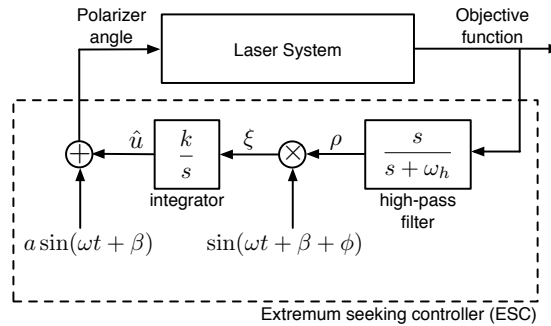 Polarizer
angle
Laser System
Objective
function
û
k
s
integrator
ξ
×
ρ
s
s + ω_h
high-pass
filter
+
a sin(ωt + β)
sin(ωt + β + φ)
Extremum seeking controller (ESC)